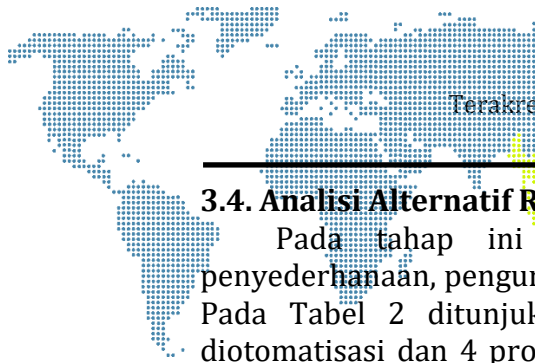 Terakre
3.4. Analisi Alternatif R
Pada tahap ini
penyederhanaan, pengur
Pada Tabel 2 ditunjuk
diotomatisasi dan 4 pro